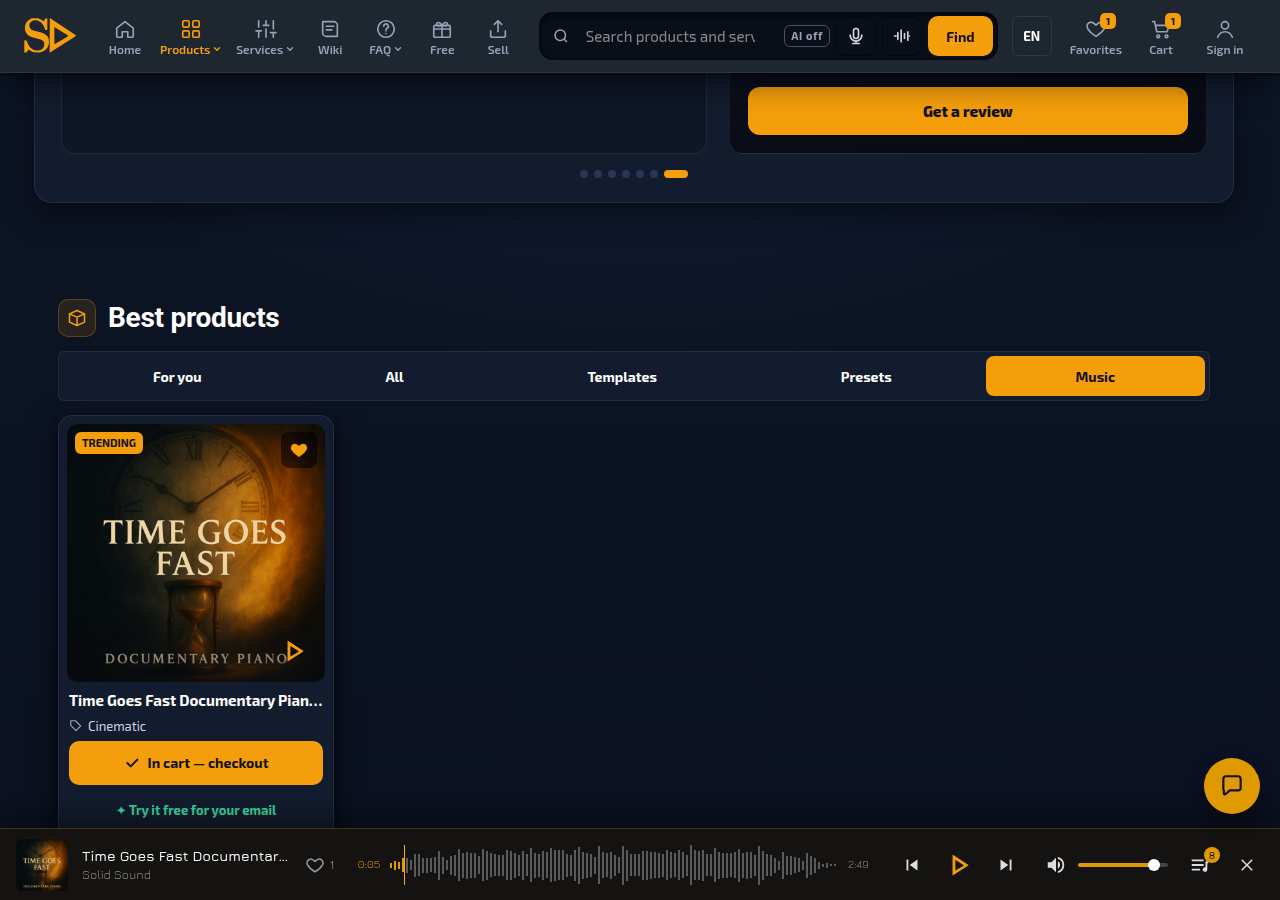 SD
Home
Products
Services
Wiki
FAQ
Free
Sell
Search products and serv
AI off
Find
EN
1
Favorites
1
Cart
Sign in
Get a review
Best products
For you
All
Templates
Presets
Music
TRENDING
TIME GOES
FAST
DOCUMENTARY PIANO
Time Goes Fast Documentary Pian...
Cinematic
In cart — checkout
Try it free for your email
TIME GOES
FAST
Time Goes Fast Documentar...
Solid Sound
1
0:05
2:49
8